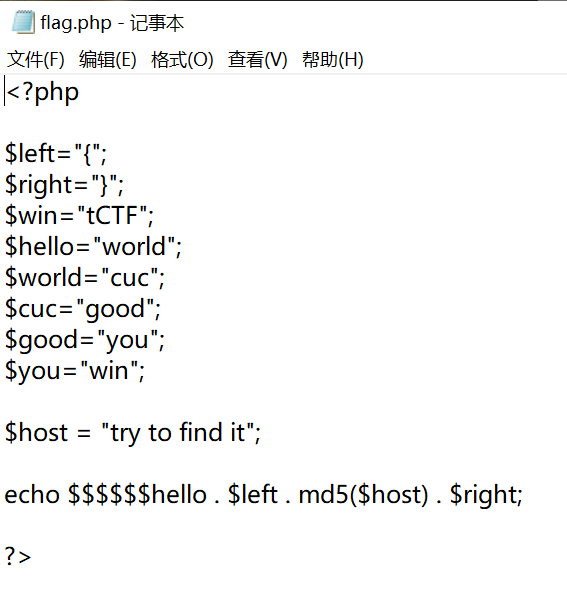 flag.php - 记事本
文件(F) 编辑(E) 格式(O) 查看(V) 帮助(H)
<?php
$left="{";
$right="}";
$win="tCTF";
$hello="world";
$world="cuc";
$cuc="good";
$good="you";
$you="win";
$host = "try to find it";
echo $$$$$$hello . $left . md5($host) . $right;
?>